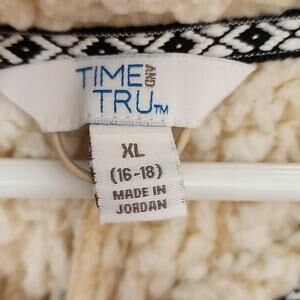 TIME AND
TRU™
XL
(16-18)
MADE IN
JORDAN